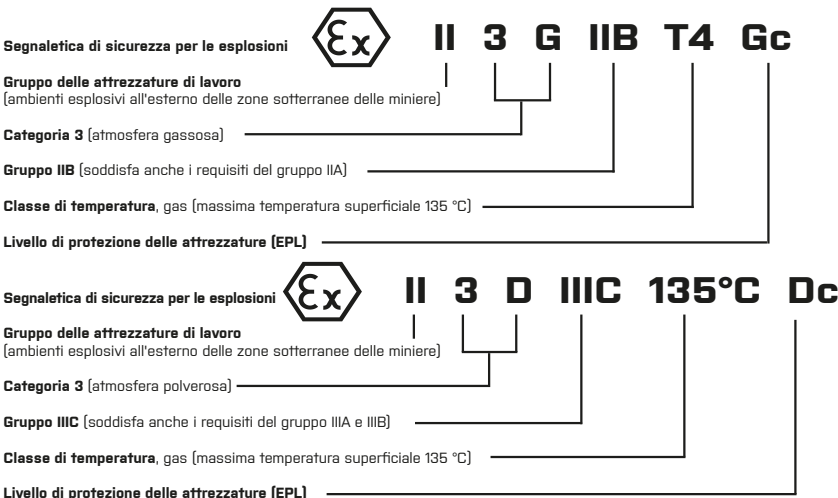 Segnaletica di sicurezza per le esplosioni Ex II 3 G IIB T4 Gc
Gruppo delle attrezzature di lavoro
(ambienti esplosivi all'esterno delle zone sotterranee delle miniere)
Categoria 3 (atmosfera gassosa)
Gruppo IIB (soddisfa anche i requisiti del gruppo IIA)
Classe di temperatura, gas (massima temperatura superficiale 135 °C)
Livello di protezione delle attrezzature (EPL)
Segnaletica di sicurezza per le esplosioni Ex II 3 D IIIC 135°C Dc
Gruppo delle attrezzature di lavoro
(ambienti esplosivi all'esterno delle zone sotterranee delle miniere)
Categoria 3 (atmosfera polverosa)
Gruppo IIIC (soddisfa anche i requisiti del gruppo IIIA e IIIB)
Classe di temperatura, gas (massima temperatura superficiale 135 °C)
Livello di protezione delle attrezzature (EPL)